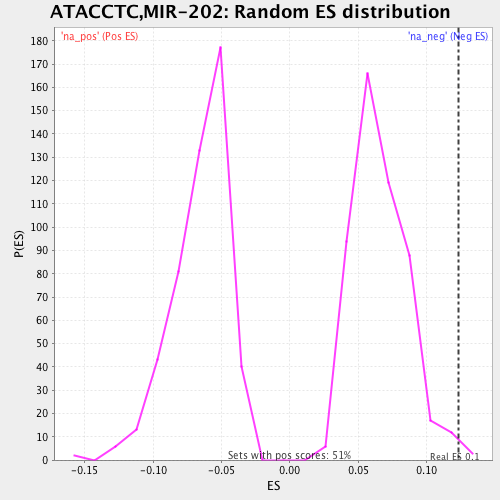 ATACCTC,MIR-202: Random ES distribution
'na_pos' (Pos ES)
'na_neg' (Neg ES)
180
170
160
150
140
130
120
110
100
90
80
70
60
50
40
30
20
10
0
P(ES)
Sets with pos scores: 51%
Real ES 0.1
-0.15 -0.10 -0.05 0.00 0.05 0.10
ES